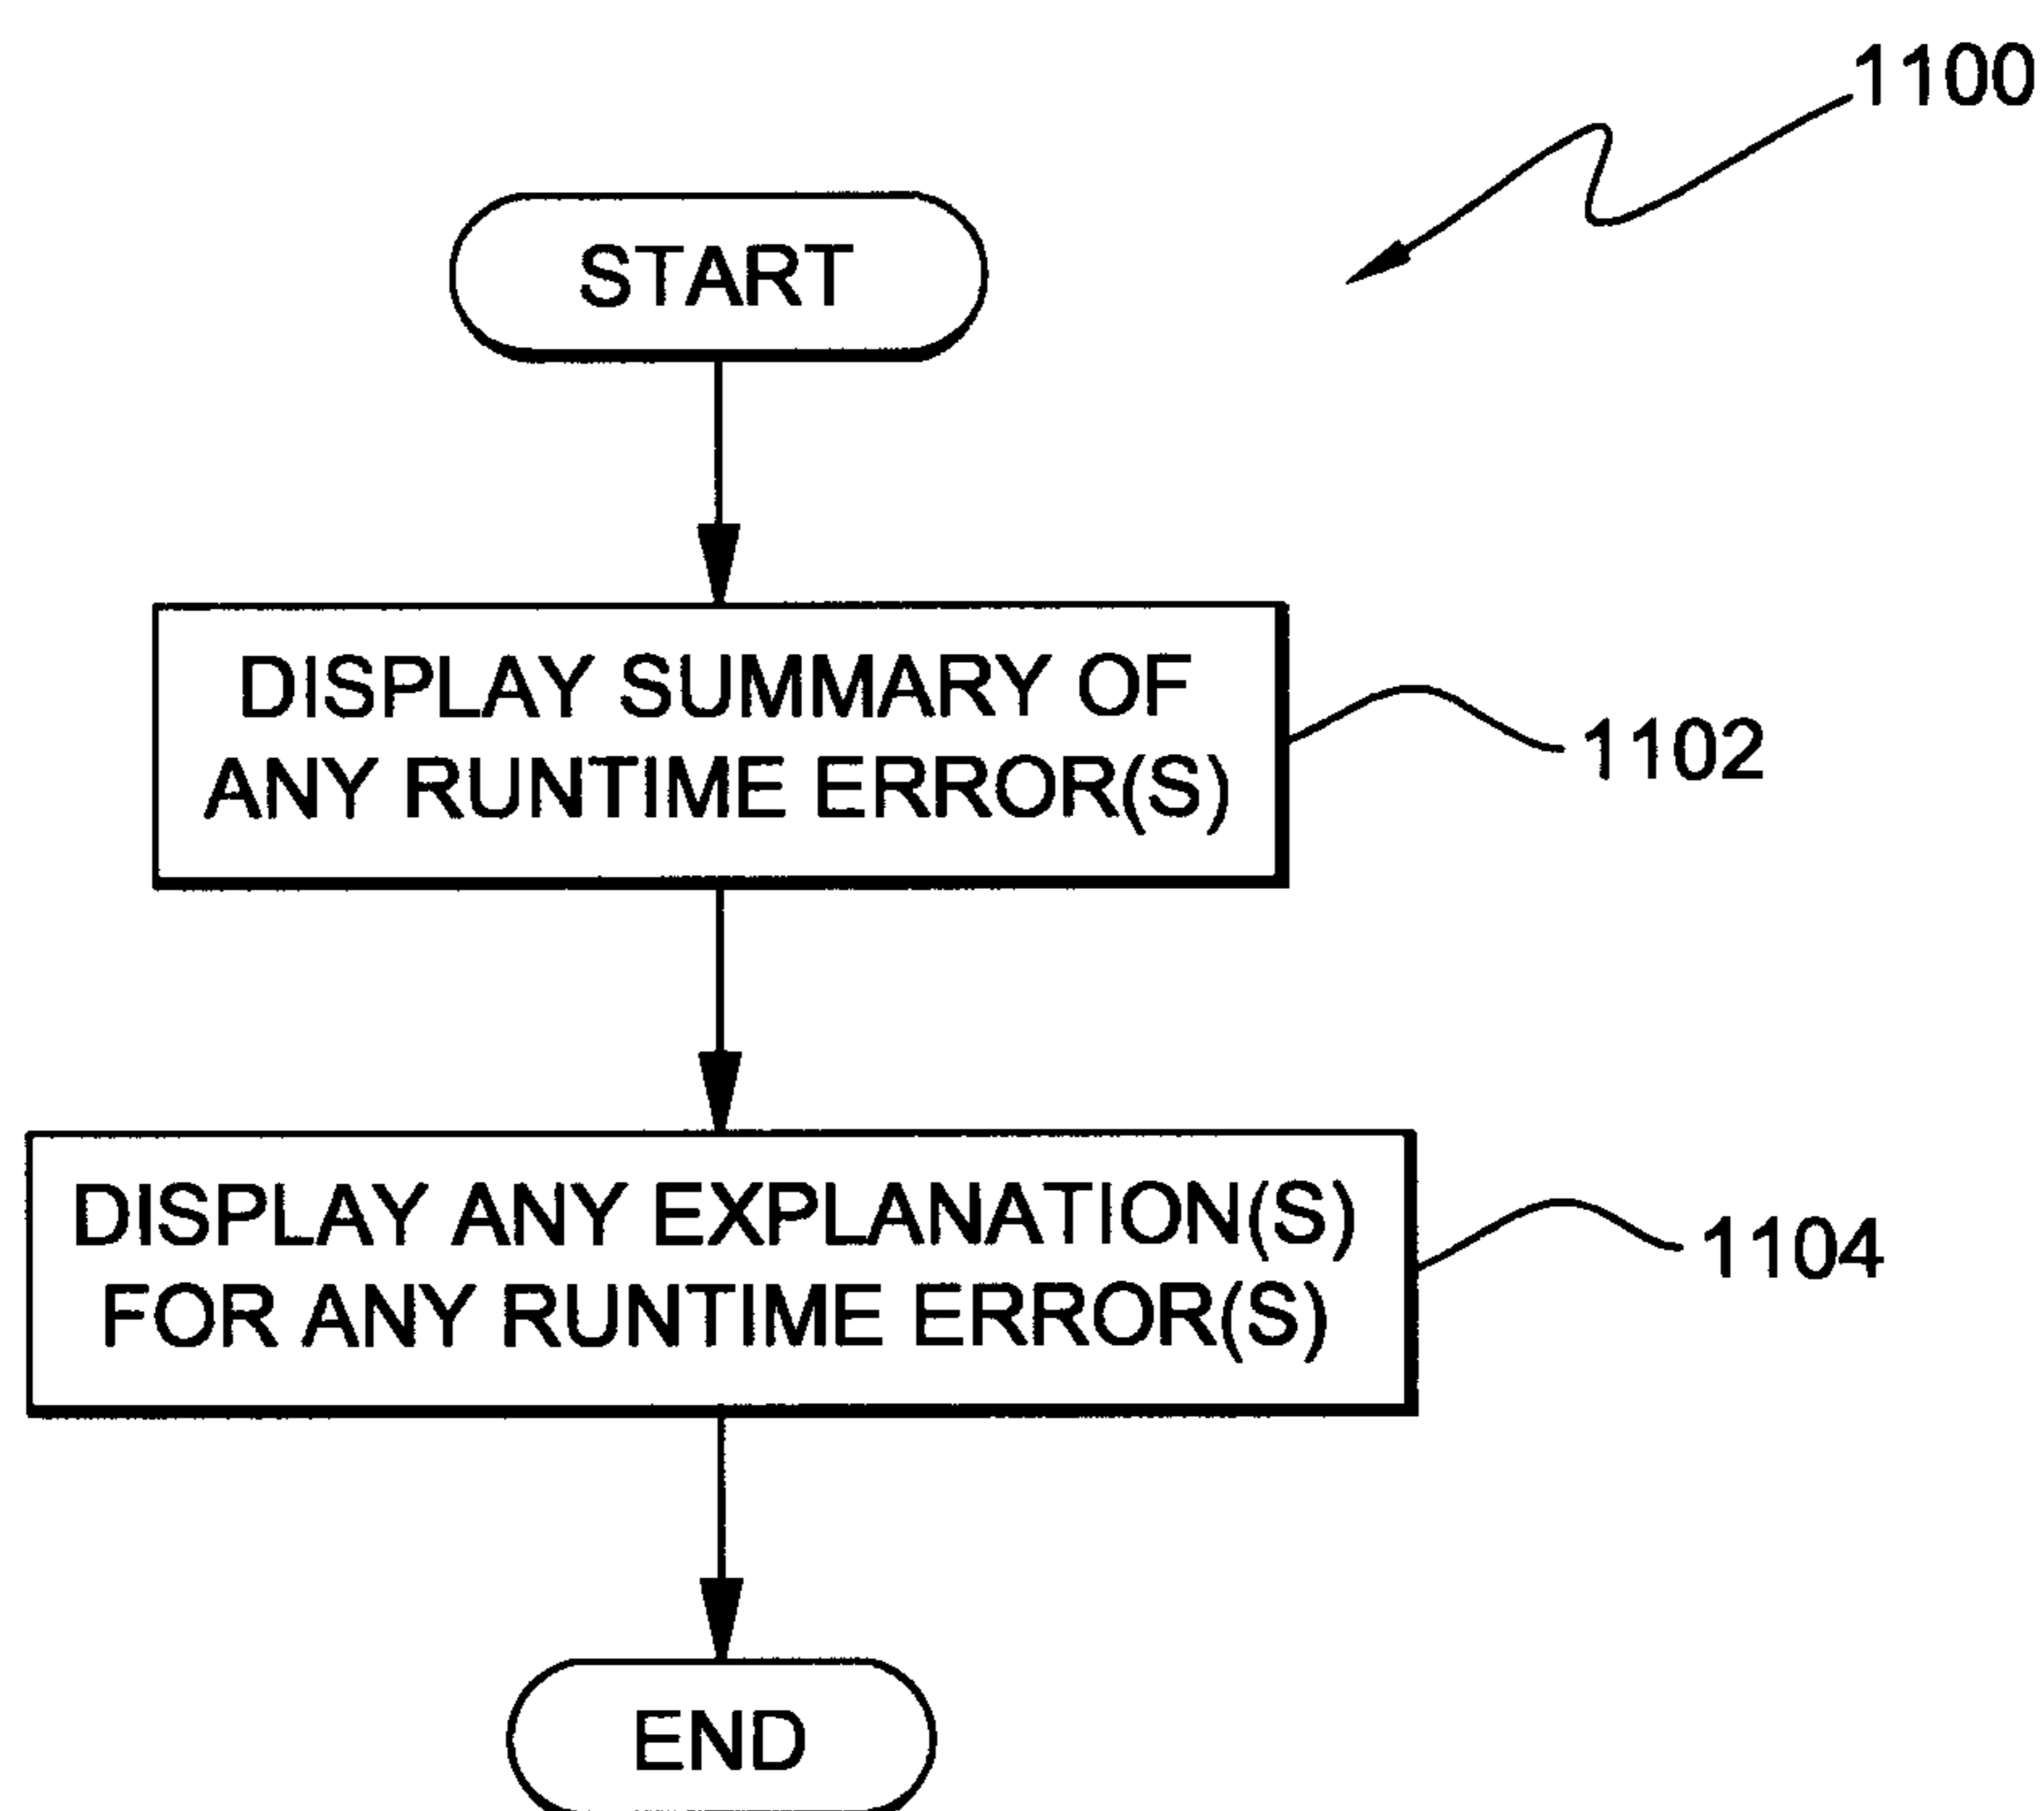 1100
START
DISPLAY SUMMARY OF
ANY RUNTIME ERROR(S)
1102
DISPLAY ANY EXPLANATION(S)
FOR ANY RUNTIME ERROR(S)
1104
END